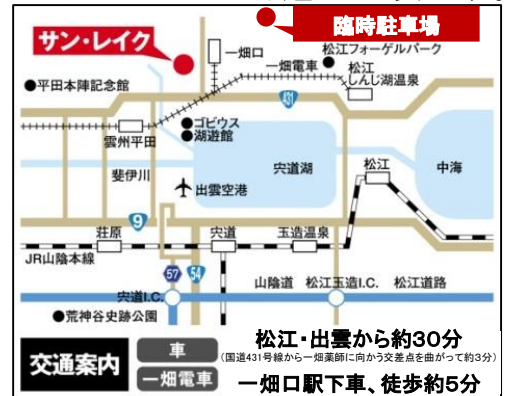 臨時駐車場
サン・レイク
一畑口
松江フォーゲルパーク
一畑電車
松江
しんじ湖温泉
●平田本陣記念館
431
●ゴビウス
●湖遊館
雲州平田
宍道湖
松江
中海
斐伊川
出雲空港
9
荘原
宍道
玉造温泉
JR山陰本線
57
54
山陰道
松江玉造I.C.
松江道路
宍道I.C.
●荒神谷史跡公園
交通案内
車
松江・出雲から約30分
(国道431号線から一畑薬師に向かう交差点を曲がって約3分)
一畑電車
一畑口駅下車、徒歩約5分